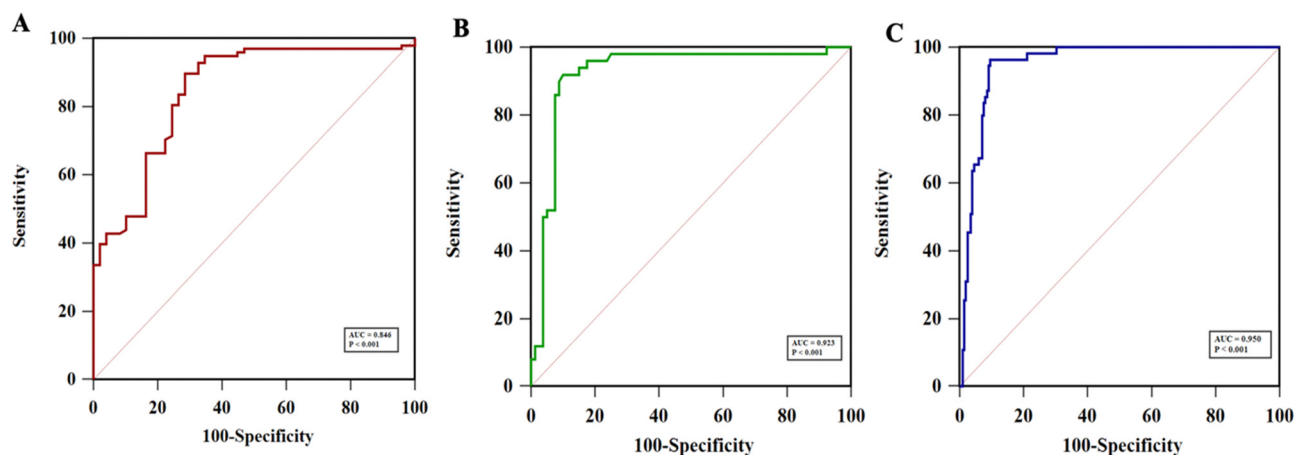 A
100
80
60
40
20
0
Sensitivity
AUC = 0.846
P < 0.001
0 20 40 60 80 100
100-Specificity
B
100
80
60
40
20
0
Sensitivity
AUC = 0.923
P < 0.001
0 20 40 60 80 100
100-Specificity
C
100
80
60
40
20
0
Sensitivity
AUC = 0.950
P < 0.001
0 20 40 60 80 100
100-Specificity